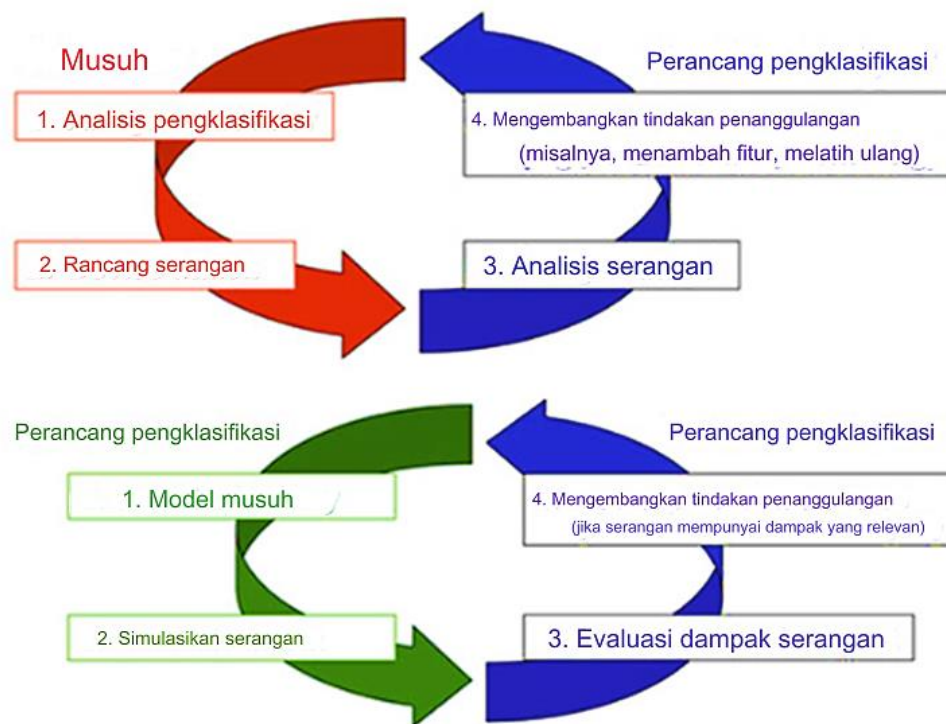 Musuh
Perancang pengklasifikasi
1. Analisis pengklasifikasi
4. Mengembangkan tindakan penanggulangan
(misalnya, menambah fitur, melatih ulang)
2. Rancang serangan
3. Analisis serangan
Perancang pengklasifikasi
Perancang pengklasifikasi
1. Model musuh
4. Mengembangkan tindakan penanggulangan
(jika serangan mempunyai dampak yang relevan)
2. Simulasikan serangan
3. Evaluasi dampak serangan